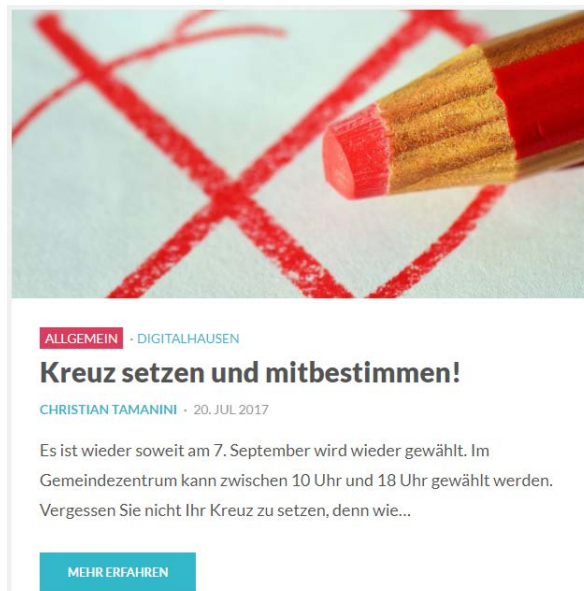 ALLGEMEIN · DIGITALHAUSEN
Kreuz setzen und mitbestimmen!
CHRISTIAN TAMANINI · 20. JUL 2017
Es ist wieder soweit am 7. September wird wieder gewählt. Im
Gemeindezentrum kann zwischen 10 Uhr und 18 Uhr gewählt werden.
Vergessen Sie nicht Ihr Kreuz zu setzen, denn wie…
MEHR ERFAHREN